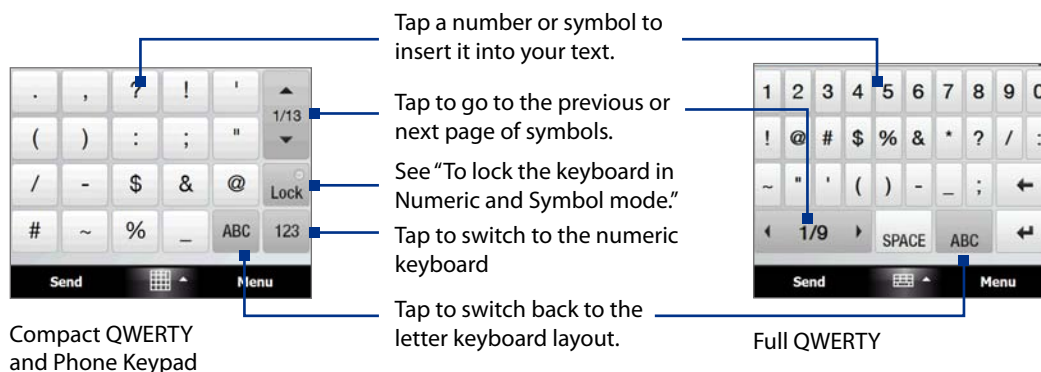 Tap a number or symbol to
insert it into your text.
Tap to go to the previous or
next page of symbols.
See “To lock the keyboard in
Numeric and Symbol mode.”
Tap to switch to the numeric
keyboard
Tap to switch back to the
letter keyboard layout.
. , ? ! '
1/13
( ) : ; "
/ - $ & @ Lock
# ~ % _ ABC 123
Send Menu
Compact QWERTY
and Phone Keypad
1 2 3 4 5 6 7 8 9 0
! @ # $ % & * ? / :
~ " ' ( ) - _ ; ←
1/9 SPACE ABC ↵
Send Menu
Full QWERTY